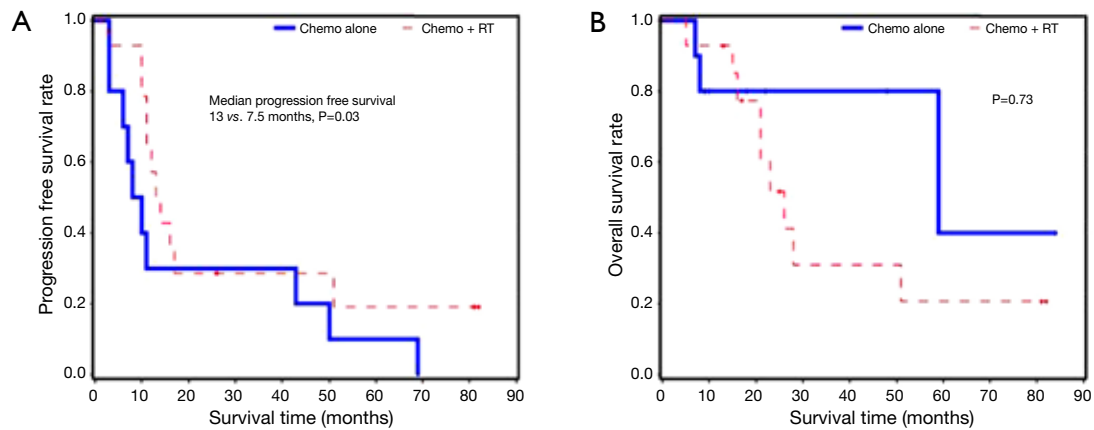 A
Chemo alone
Chemo + RT
Median progression free survival
13 vs. 7.5 months, P=0.03
Progression free survival rate
1.0
0.8
0.6
0.4
0.2
0.0
0 10 20 30 40 50 60 70 80 90
Survival time (months)
B
Chemo alone
Chemo + RT
P=0.73
Overall survival rate
1.0
0.8
0.6
0.4
0.2
0.0
0 10 20 30 40 50 60 70 80 90
Survival time (months)